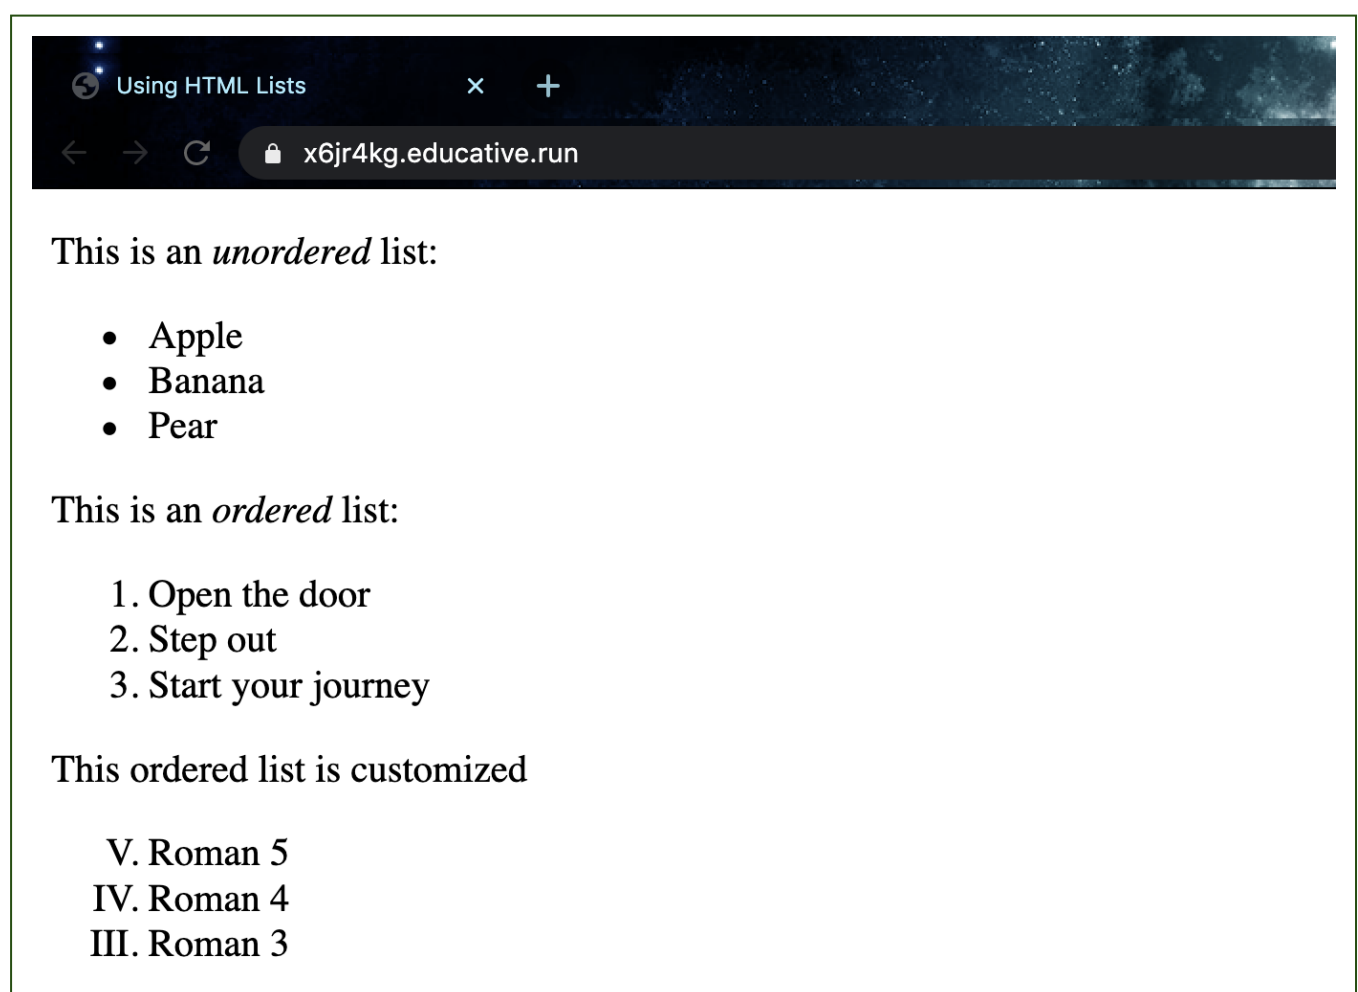 Using HTML Lists
x6jr4kg.educative.run
This is an unordered list:
• Apple
• Banana
• Pear
This is an ordered list:
1. Open the door
2. Step out
3. Start your journey
This ordered list is customized
V. Roman 5
IV. Roman 4
III. Roman 3